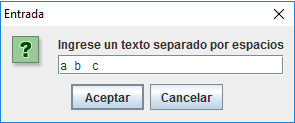 Entrada
Ingrese un texto separado por espacios
a b  c
Aceptar Cancelar